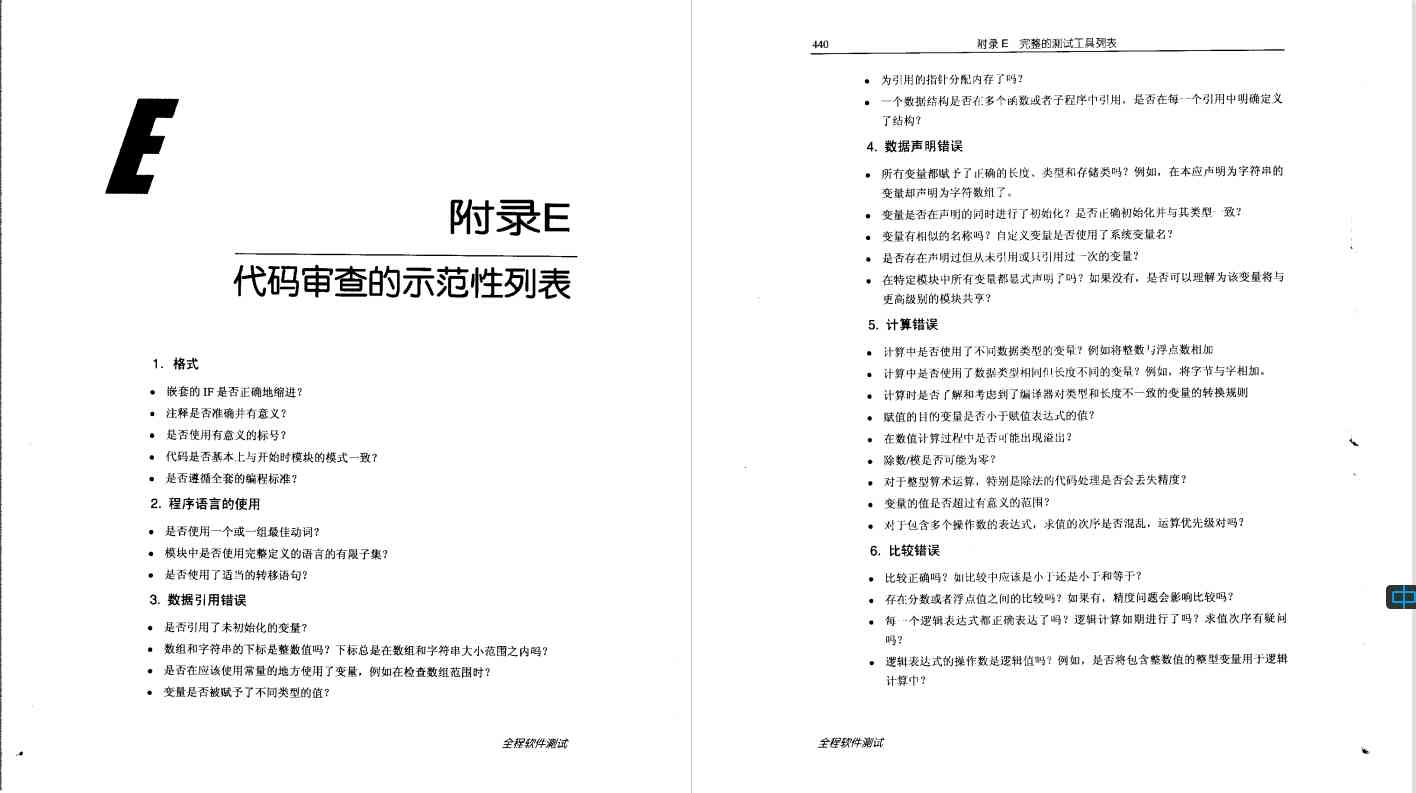 E
附录E
代码审查的示范性列表
1. 格式
• 嵌套的 IF 是否正确地缩进？
• 注释是否准确并有意义？
• 是否使用有意义的标号？
• 代码是否基本上与开始时模块的模式一致？
• 是否遵循全套的编程标准？
2. 程序语言的使用
• 是否使用一个或一组最佳动词？
• 模块中是否使用完整定义的语言的有限子集？
• 是否使用了适当的转移语句？
3. 数据引用错误
• 是否引用了未初始化的变量？
• 数组和字符串的下标是整数值吗？下标总是在数组和字符串大小范围之内吗？
• 是否在应该使用常量的地方使用了变量，例如在检查数组范围时？
• 变量是否被赋予了不同类型的值？
全程软件测试
440
附录 E 完整的测试工具列表
• 为引用的指针分配内存了吗？
• 一个数据结构是否在多个函数或者子程序中引用，是否在每一个引用中明确定义
了结构？
4. 数据声明错误
• 所有变量都赋予了正确的长度、类型和存储类吗？例如，在本应声明为字符串的
变量却声明为字符数组了。
• 变量是否在声明的同时进行了初始化？是否正确初始化并与其类型一致？
• 变量有相似的名称吗？自定义变量是否使用了系统变量名？
• 是否存在声明过但从未引用或只引用过一次的变量？
• 在特定模块中所有变量都显式声明了吗？如果没有，是否可以理解为该变量将与
更高级别的模块共享？
5. 计算错误
• 计算中是否使用了不同数据类型的变量？例如将整数与浮点数相加
• 计算中是否使用了数据类型相同但长度不同的变量？例如，将字节与字相加。
• 计算时是否了解和考虑到了编译器对类型和长度不一致的变量的转换规则
• 赋值的目的变量是否小于赋值表达式的值？
• 在数值计算过程中是否可能出现溢出？
• 除数/模是否可能为零？
• 对于整型算术运算，特别是除法的代码处理是否会丢失精度？
• 变量的值是否超过有意义的范围？
• 对于包含多个操作数的表达式，求值的次序是否混乱，运算优先级对吗？
6. 比较错误
• 比较正确吗？如比较中应该是小于还是小于和等于？
• 存在分数或者浮点值之间的比较吗？如果有，精度问题会影响比较吗？
• 每一个逻辑表达式都正确表达了吗？逻辑计算如期进行了吗？求值次序有疑问
吗？
• 逻辑表达式的操作数是逻辑值吗？例如，是否将包含整数值的整型变量用于逻辑
计算中？
全程软件测试
中